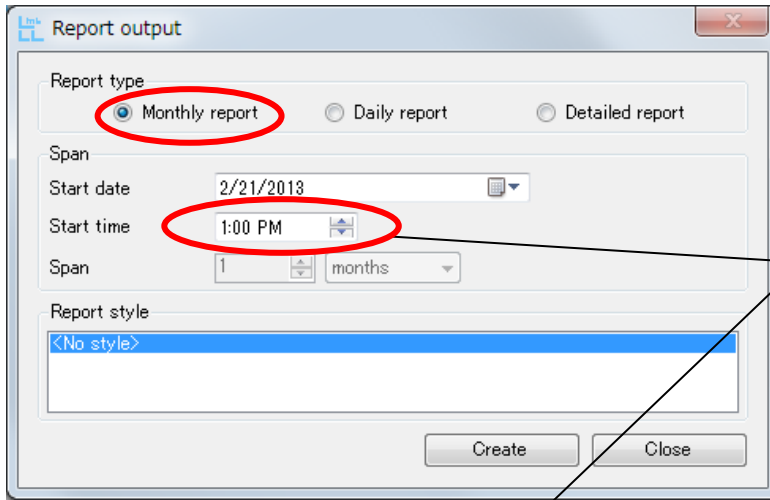 Report output
Report type
Monthly report Daily report Detailed report
Span
Start date 2/21/2013
Start time 1:00 PM
Span 1 months
Report style
<No style>
Create Close